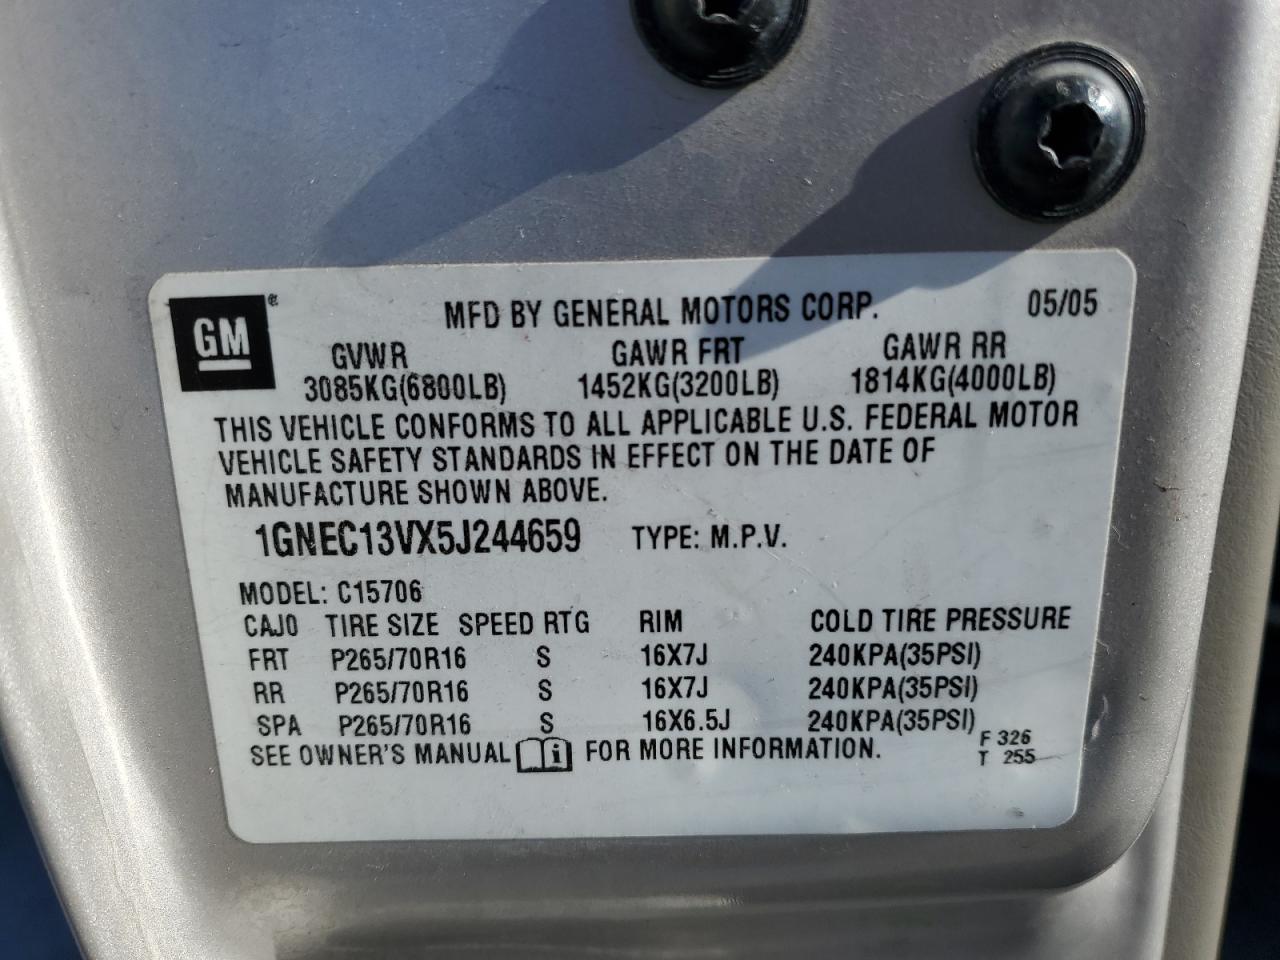 GM ®
MFD BY GENERAL MOTORS CORP. 05/05
GVWR GAWR FRT GAWR RR
3085KG(6800LB) 1452KG(3200LB) 1814KG(4000LB)
THIS VEHICLE CONFORMS TO ALL APPLICABLE U.S. FEDERAL MOTOR
VEHICLE SAFETY STANDARDS IN EFFECT ON THE DATE OF
MANUFACTURE SHOWN ABOVE.
1GNEC13VX5J244659 TYPE: M.P.V.
MODEL: C15706
CAJO TIRE SIZE SPEED RTG RIM COLD TIRE PRESSURE
FRT P265/70R16 S 16X7J 240KPA(35PSI)
RR P265/70R16 S 16X7J 240KPA(35PSI)
SPA P265/70R16 S 16X6.5J 240KPA(35PSI)
SEE OWNER'S MANUAL i FOR MORE INFORMATION.
F 326
T 255